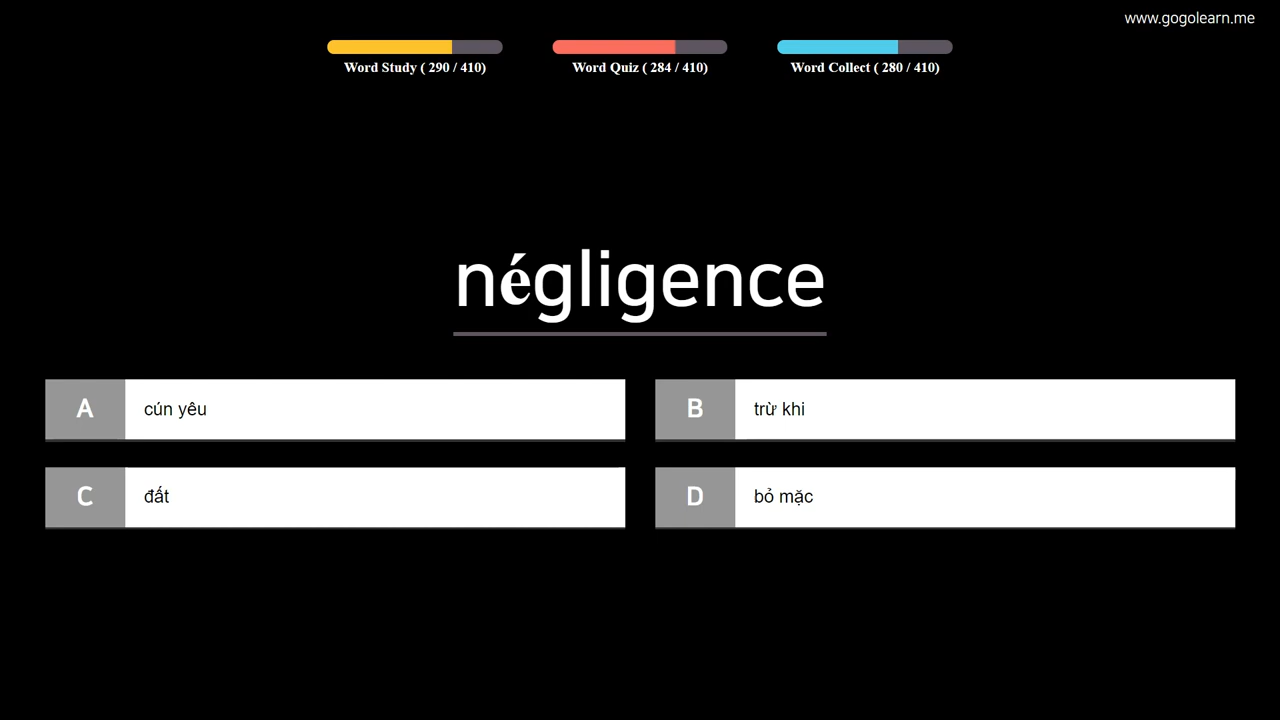 www.gogolearn.me
Word Study ( 290 / 410)
Word Quiz ( 284 / 410)
Word Collect ( 280 / 410)
négligence
A cún yêu
B trừ khi
C đất
D bỏ mặc